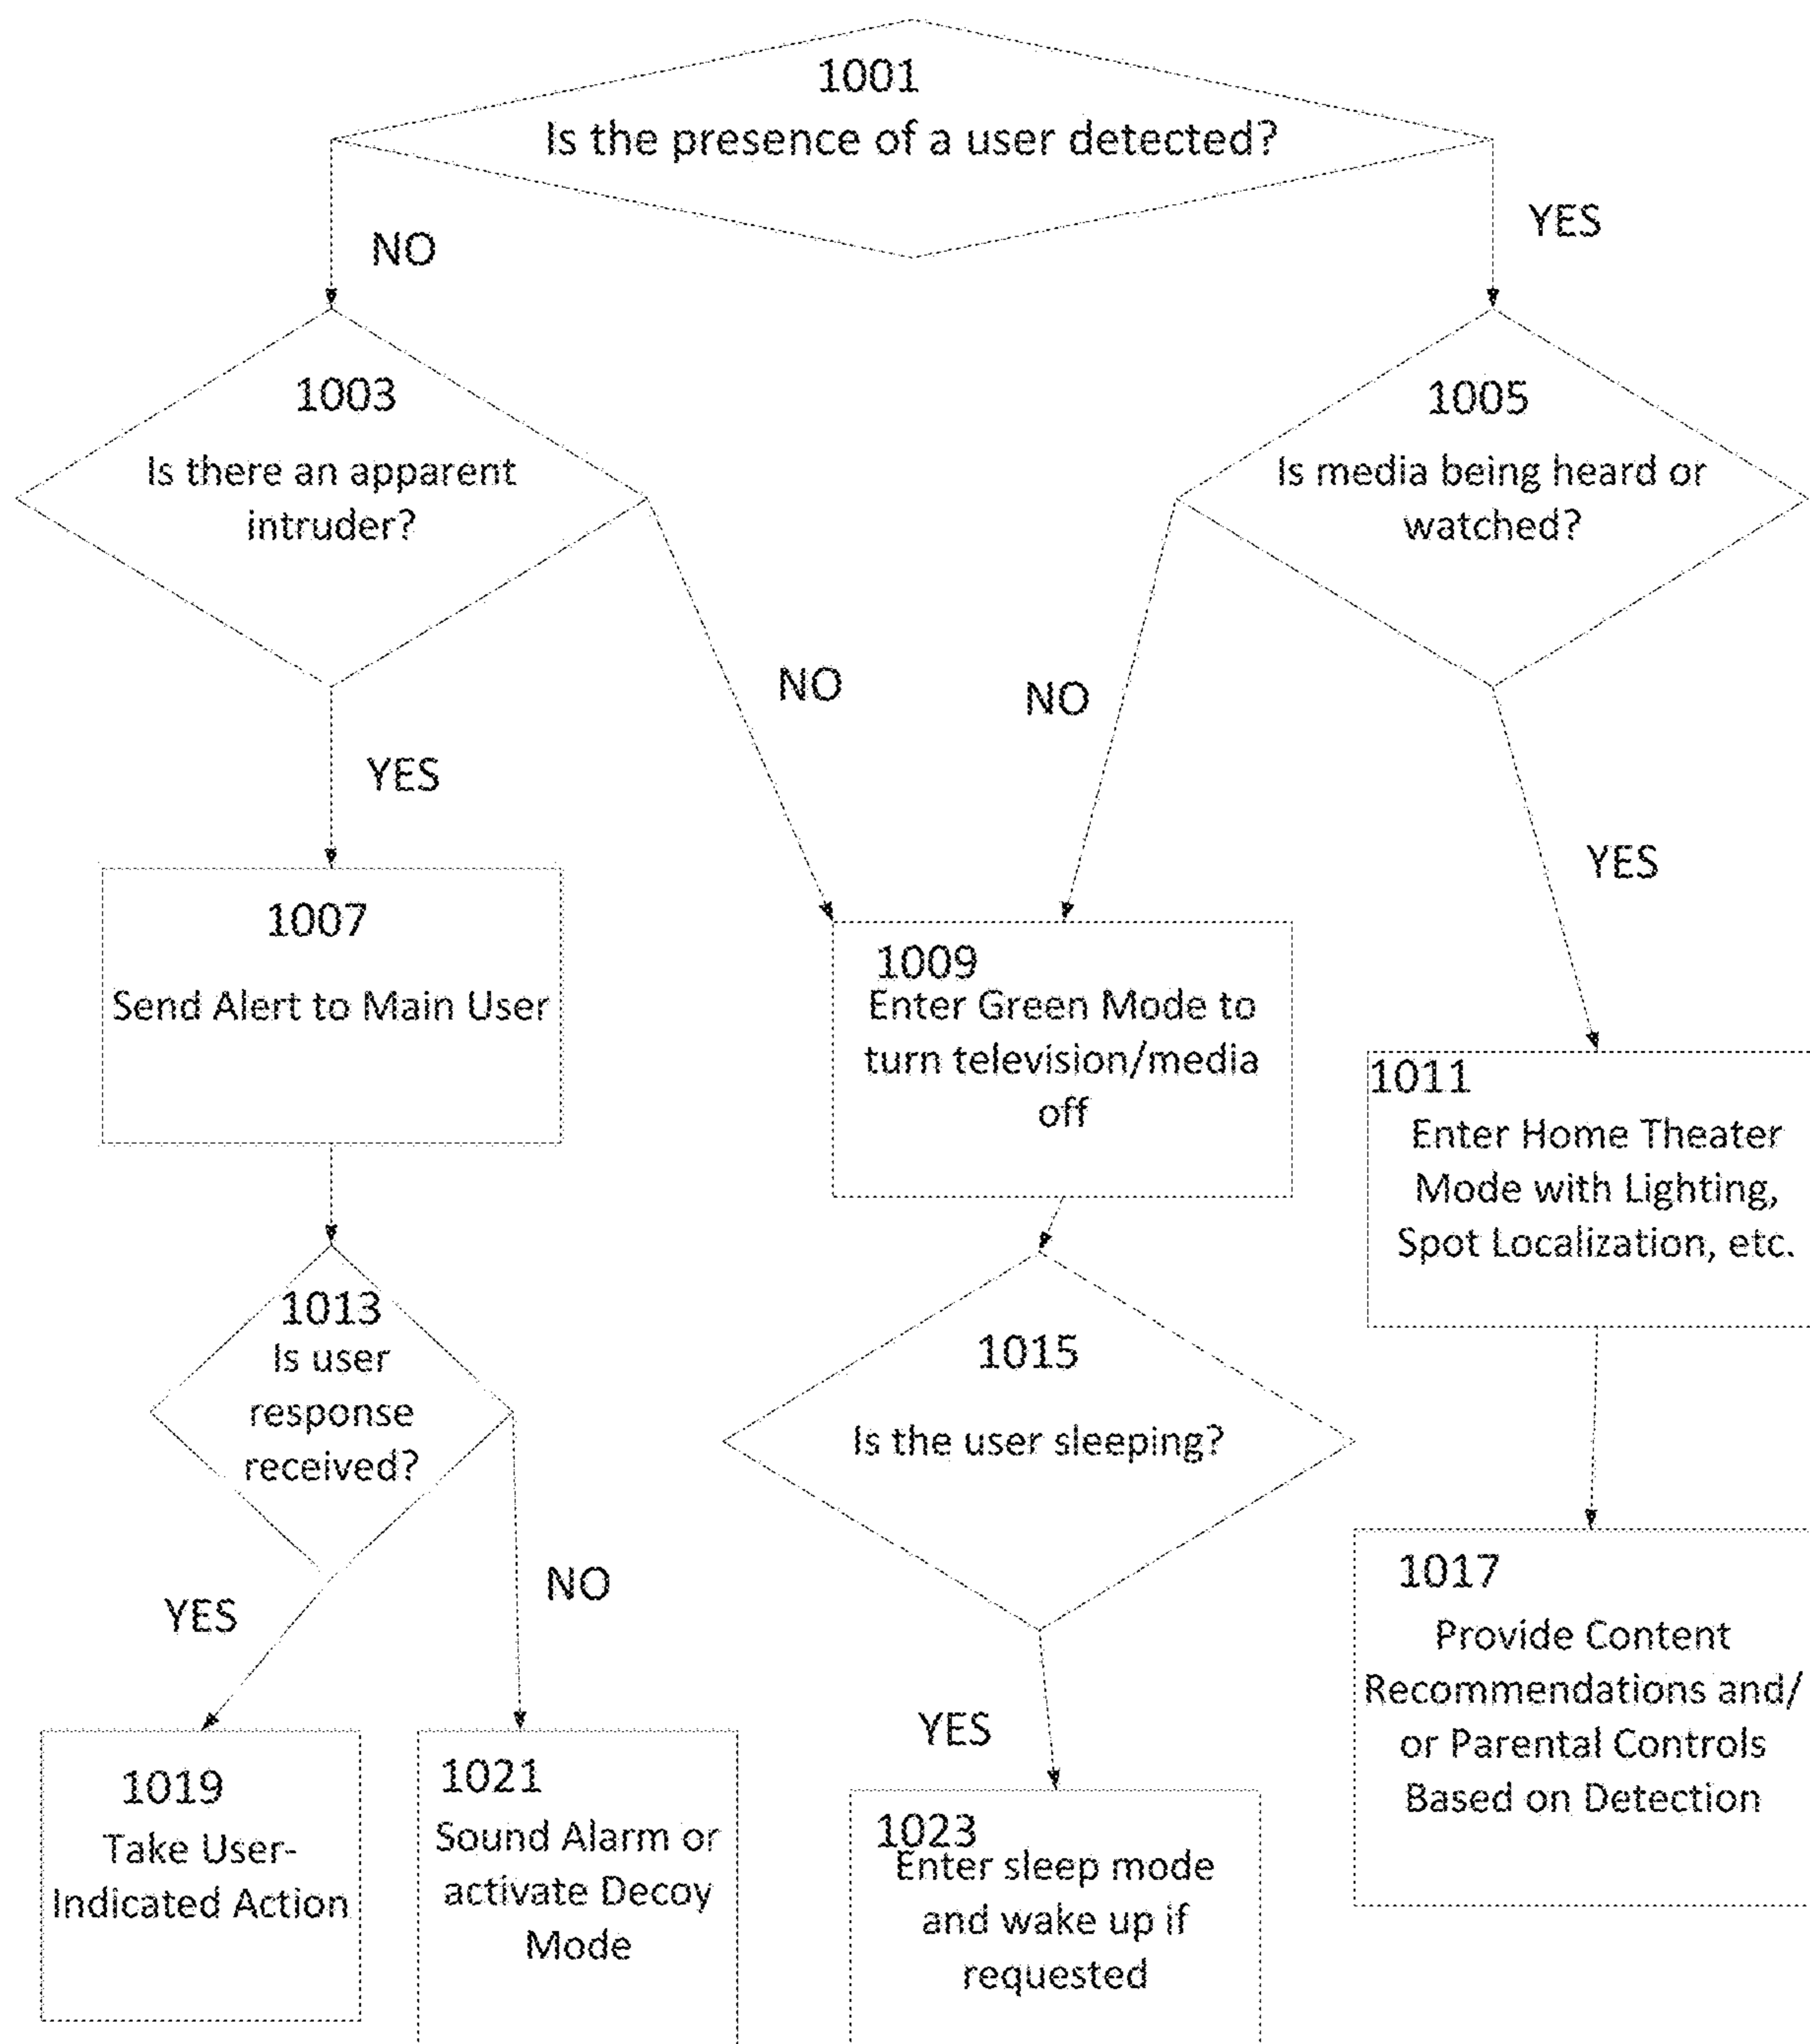 1001
Is the presence of a user detected?
NO
YES
1003
Is there an apparent
intruder?
1005
Is media being heard or
watched?
NO
NO
YES
YES
1007
Send Alert to Main User
1009
Enter Green Mode to
turn television/media
off
1011
Enter Home Theater
Mode with Lighting,
Spot Localization, etc.
1013
Is user
response
received?
1015
Is the user sleeping?
YES
NO
YES
1017
Provide Content
Recommendations and/
or Parental Controls
Based on Detection
1019
Take User-
Indicated Action
1021
Sound Alarm or
activate Decoy
Mode
1023
Enter sleep mode
and wake up if
requested